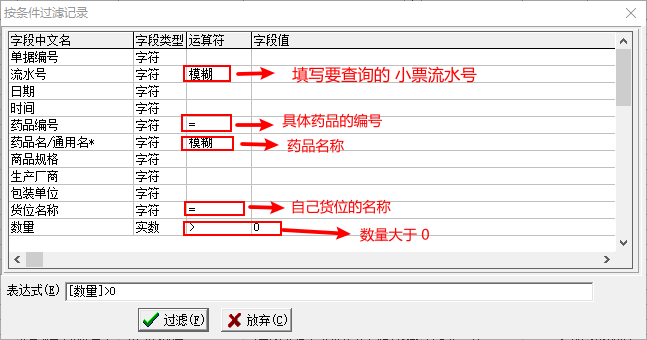 按条件过滤记录
字段中文名 字段类型 运算符 字段值
单据编号 字符
流水号 字符 模糊 填写要查询的 小票流水号
日期 字符
时间 字符
药品编号 字符 = 具体药品的编号
药品名/通用名* 字符 模糊 药品名称
商品规格 字符
生产厂商 字符
包装单位 字符
货位名称 字符 = 自己货位的名称
数量 实数 > 0 数量大于 0
表达式(E) [数量]>0
过滤(F) 放弃(C)